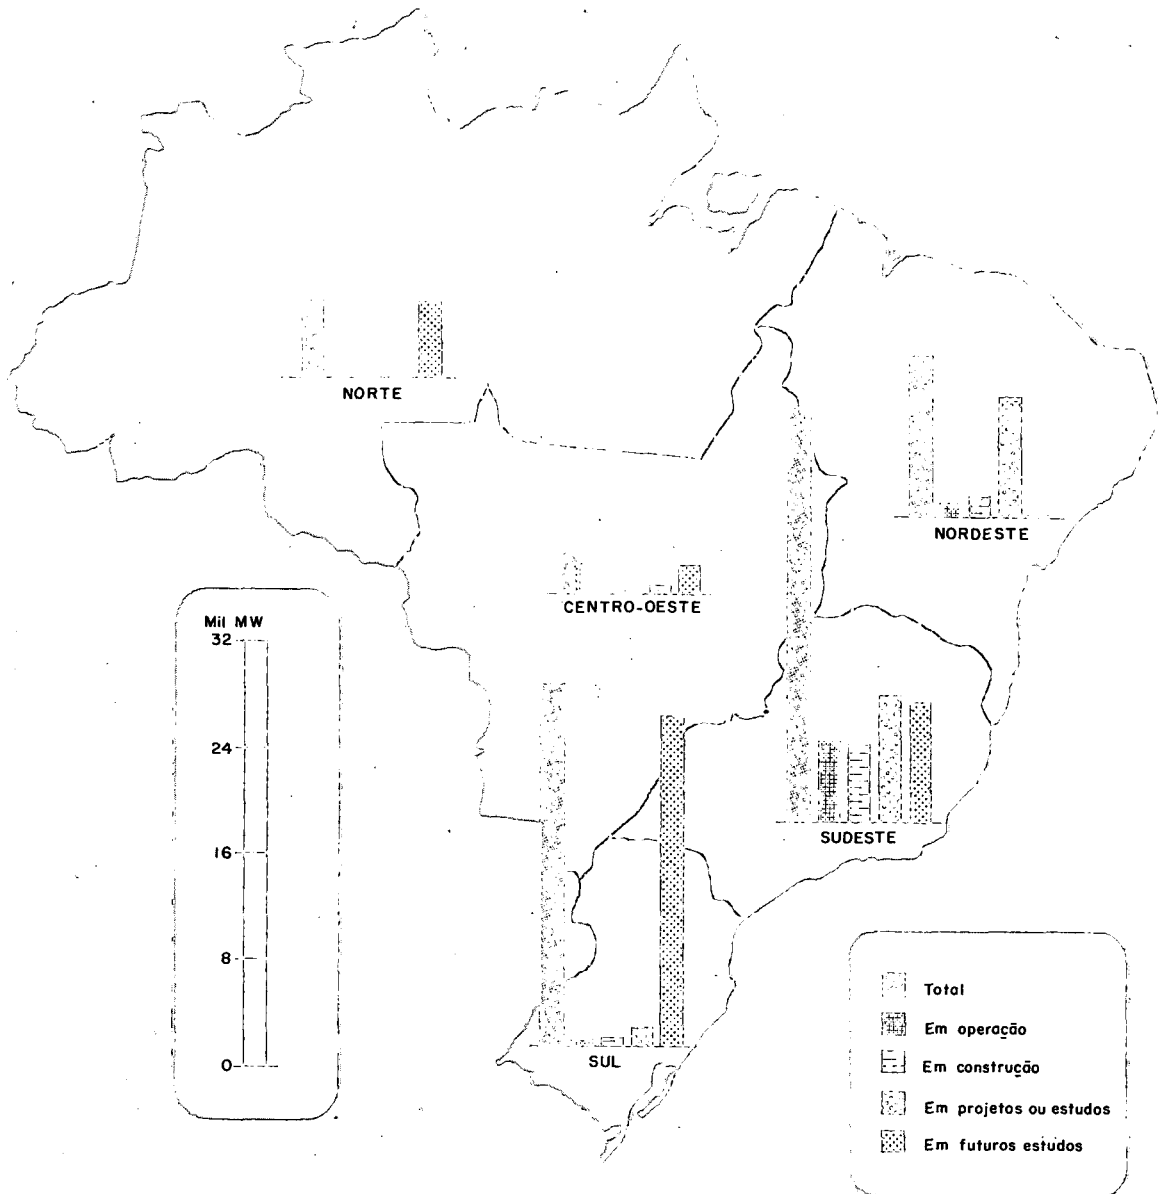 NORTE
NORDESTE
CENTRO-OESTE
Mil MW
32
24
16
8
0
SUDESTE
SUL
Total
Em operação
Em construção
Em projetos ou estudos
Em futuros estudos